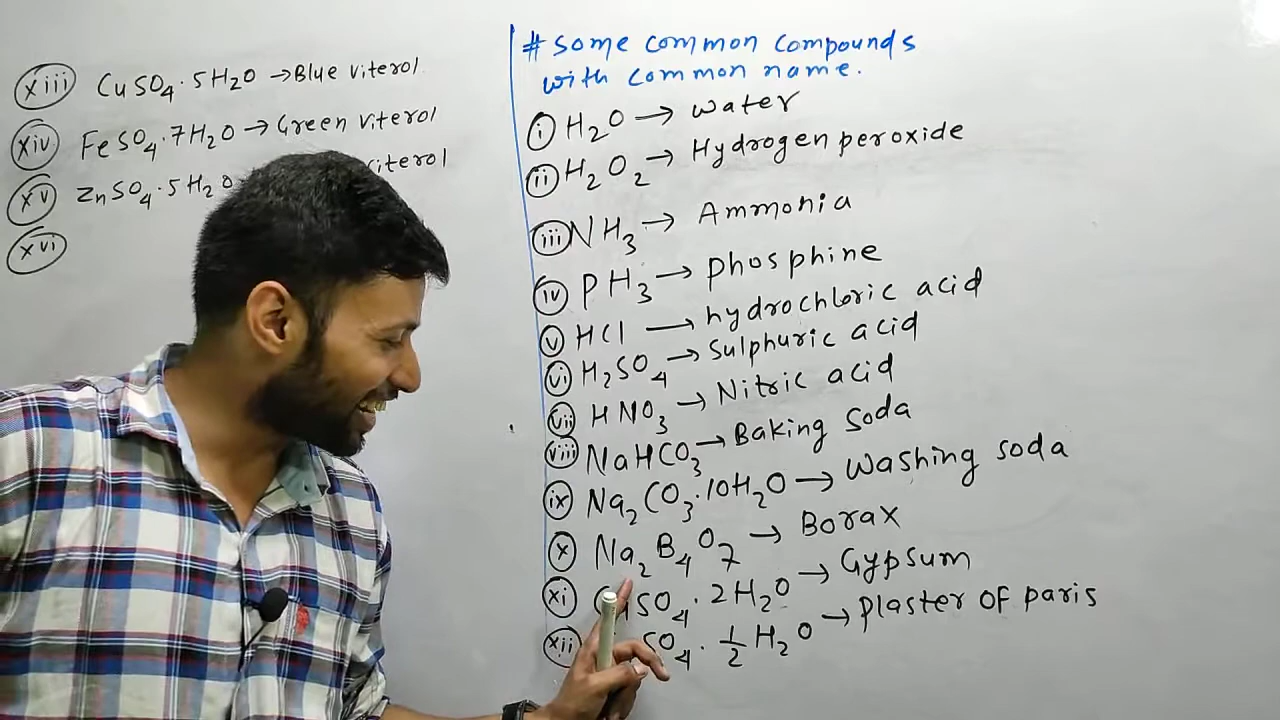 (xiii) CuSO₄·5H₂O → Blue viterol
(xiv) FeSO₄·7H₂O → Green viterol
(xv) ZnSO₄·5H₂O viterol
(xvi)
# Some common compounds
with common name.
(i) H₂O → water
(ii) H₂O₂ → Hydrogen peroxide
(iii) NH₃ → Ammonia
(iv) PH₃ → phosphine
(v) HCl → hydrochloric acid
(vi) H₂SO₄ → Sulphuric acid
(vii) HNO₃ → Nitric acid
(viii) NaHCO₃ → Baking soda
(ix) Na₂CO₃·10H₂O → Washing soda
(x) Na₂B₄O₇ → Borax
(xi) CaSO₄·2H₂O → Gypsum
(xii) SO₄·½H₂O → Plaster of paris